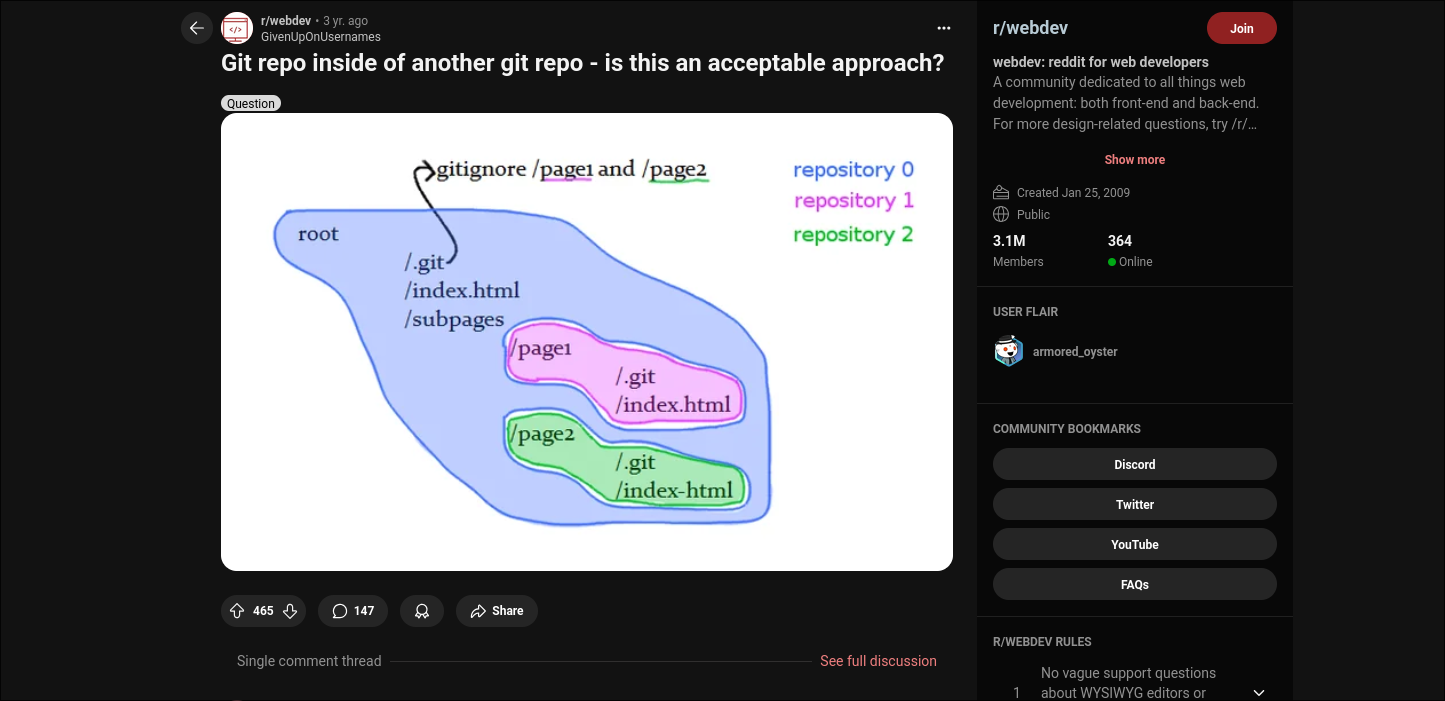 r/webdev • 3 yr. ago
GivenUpOnUsernames
Git repo inside of another git repo - is this an acceptable approach?
Question
gitignore /page1 and /page2
repository 0
repository 1
repository 2
root
/.git
/index.html
/subpages
/page1
/.git
/index.html
/page2
/.git
/index-html
465
147
Share
Single comment thread
See full discussion
r/webdev
Join
webdev: reddit for web developers
A community dedicated to all things web
development: both front-end and back-end.
For more design-related questions, try /r/…
Show more
Created Jan 25, 2009
Public
3.1M 364
Members Online
USER FLAIR
armored_oyster
COMMUNITY BOOKMARKS
Discord
Twitter
YouTube
FAQs
R/WEBDEV RULES
No vague support questions
1 about WYSIWYG editors or